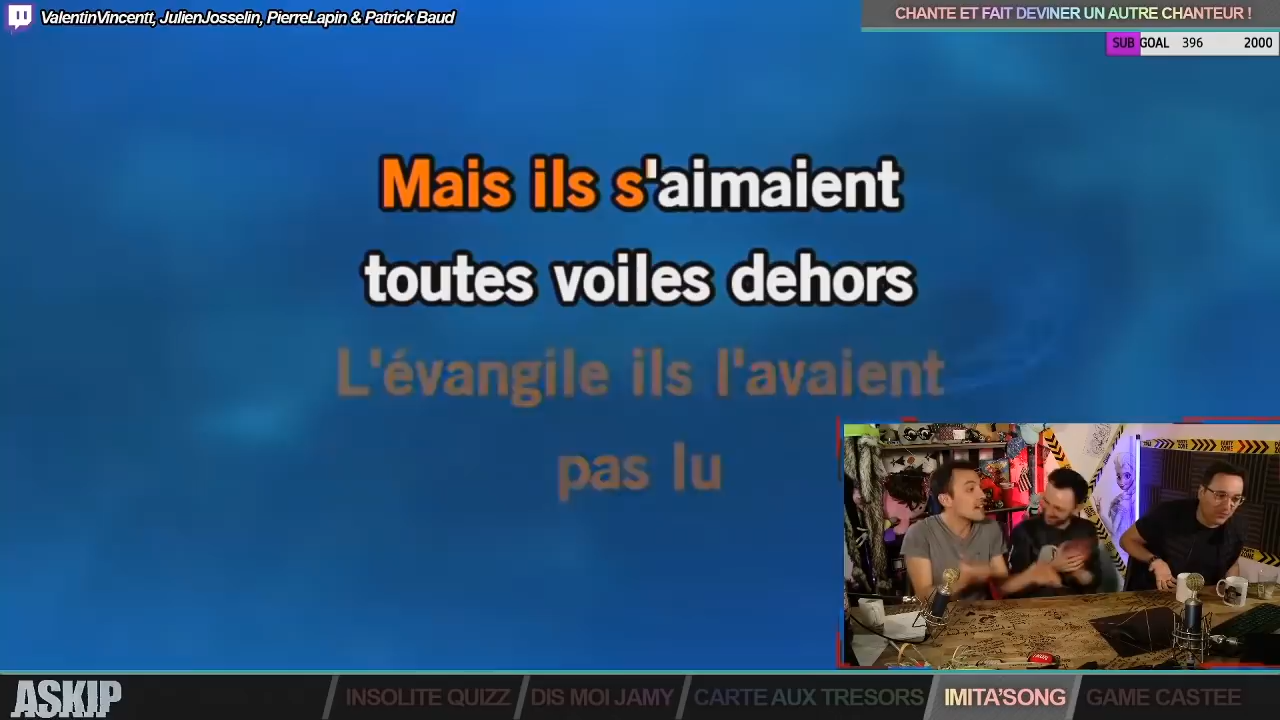 ValentinVincentt, JulienJosselin, PierreLapin & Patrick Baud
CHANTE ET FAIT DEVINER UN AUTRE CHANTEUR !
SUB GOAL 396 2000
Mais ils s'aimaient
toutes voiles dehors
L'évangile ils l'avaient
pas lu
ASKIP
INSOLITE QUIZZ
DIS MOI JAMY
CARTE AUX TRESORS
IMITA'SONG
GAME CASTEE